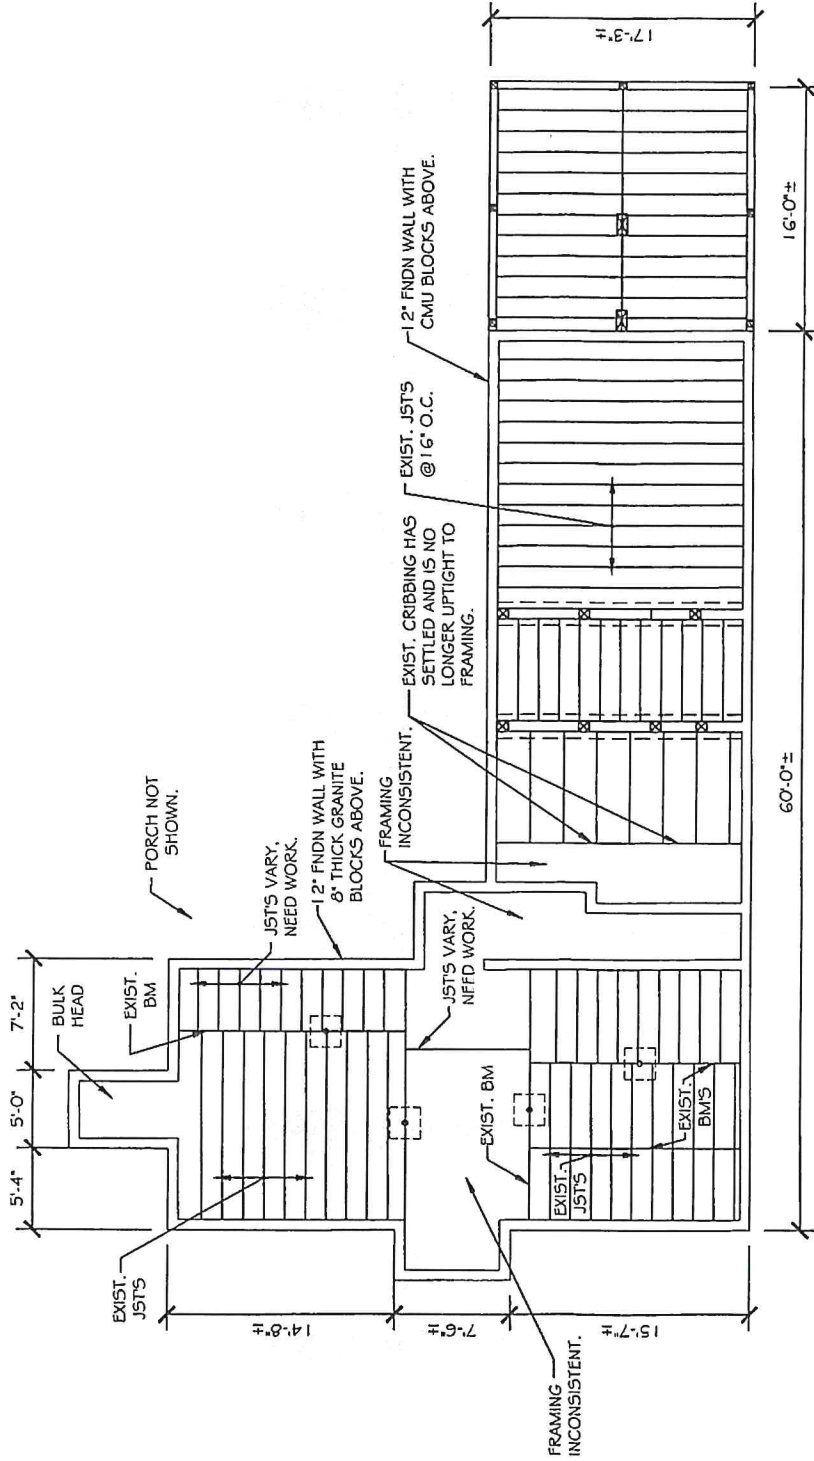 17'-3"±
16'-0"±
12" FNDN WALL WITH
CMU BLOCKS ABOVE.
EXIST. JST'S
@16" O.C.
EXIST. CRIBBING HAS
SETTLED AND IS NO
LONGER UPTIGHT TO
FRAMING.
FRAMING
INCONSISTENT.
60'-0"±
PORCH NOT
SHOWN.
12" FNDN WALL WITH
8" THICK GRANITE
BLOCKS ABOVE.
JST'S VARY,
NEED WORK.
EXIST.
BM
JST'S VARY,
NEED WORK.
7'-2"
BULK
HEAD
5'-0"
5'-4"
EXIST. BM
EXIST.
BM'S
EXIST.
JST'S
EXIST.
JST'S
14'-8"±
7'-6"±
15'-7"±
FRAMING
INCONSISTENT.